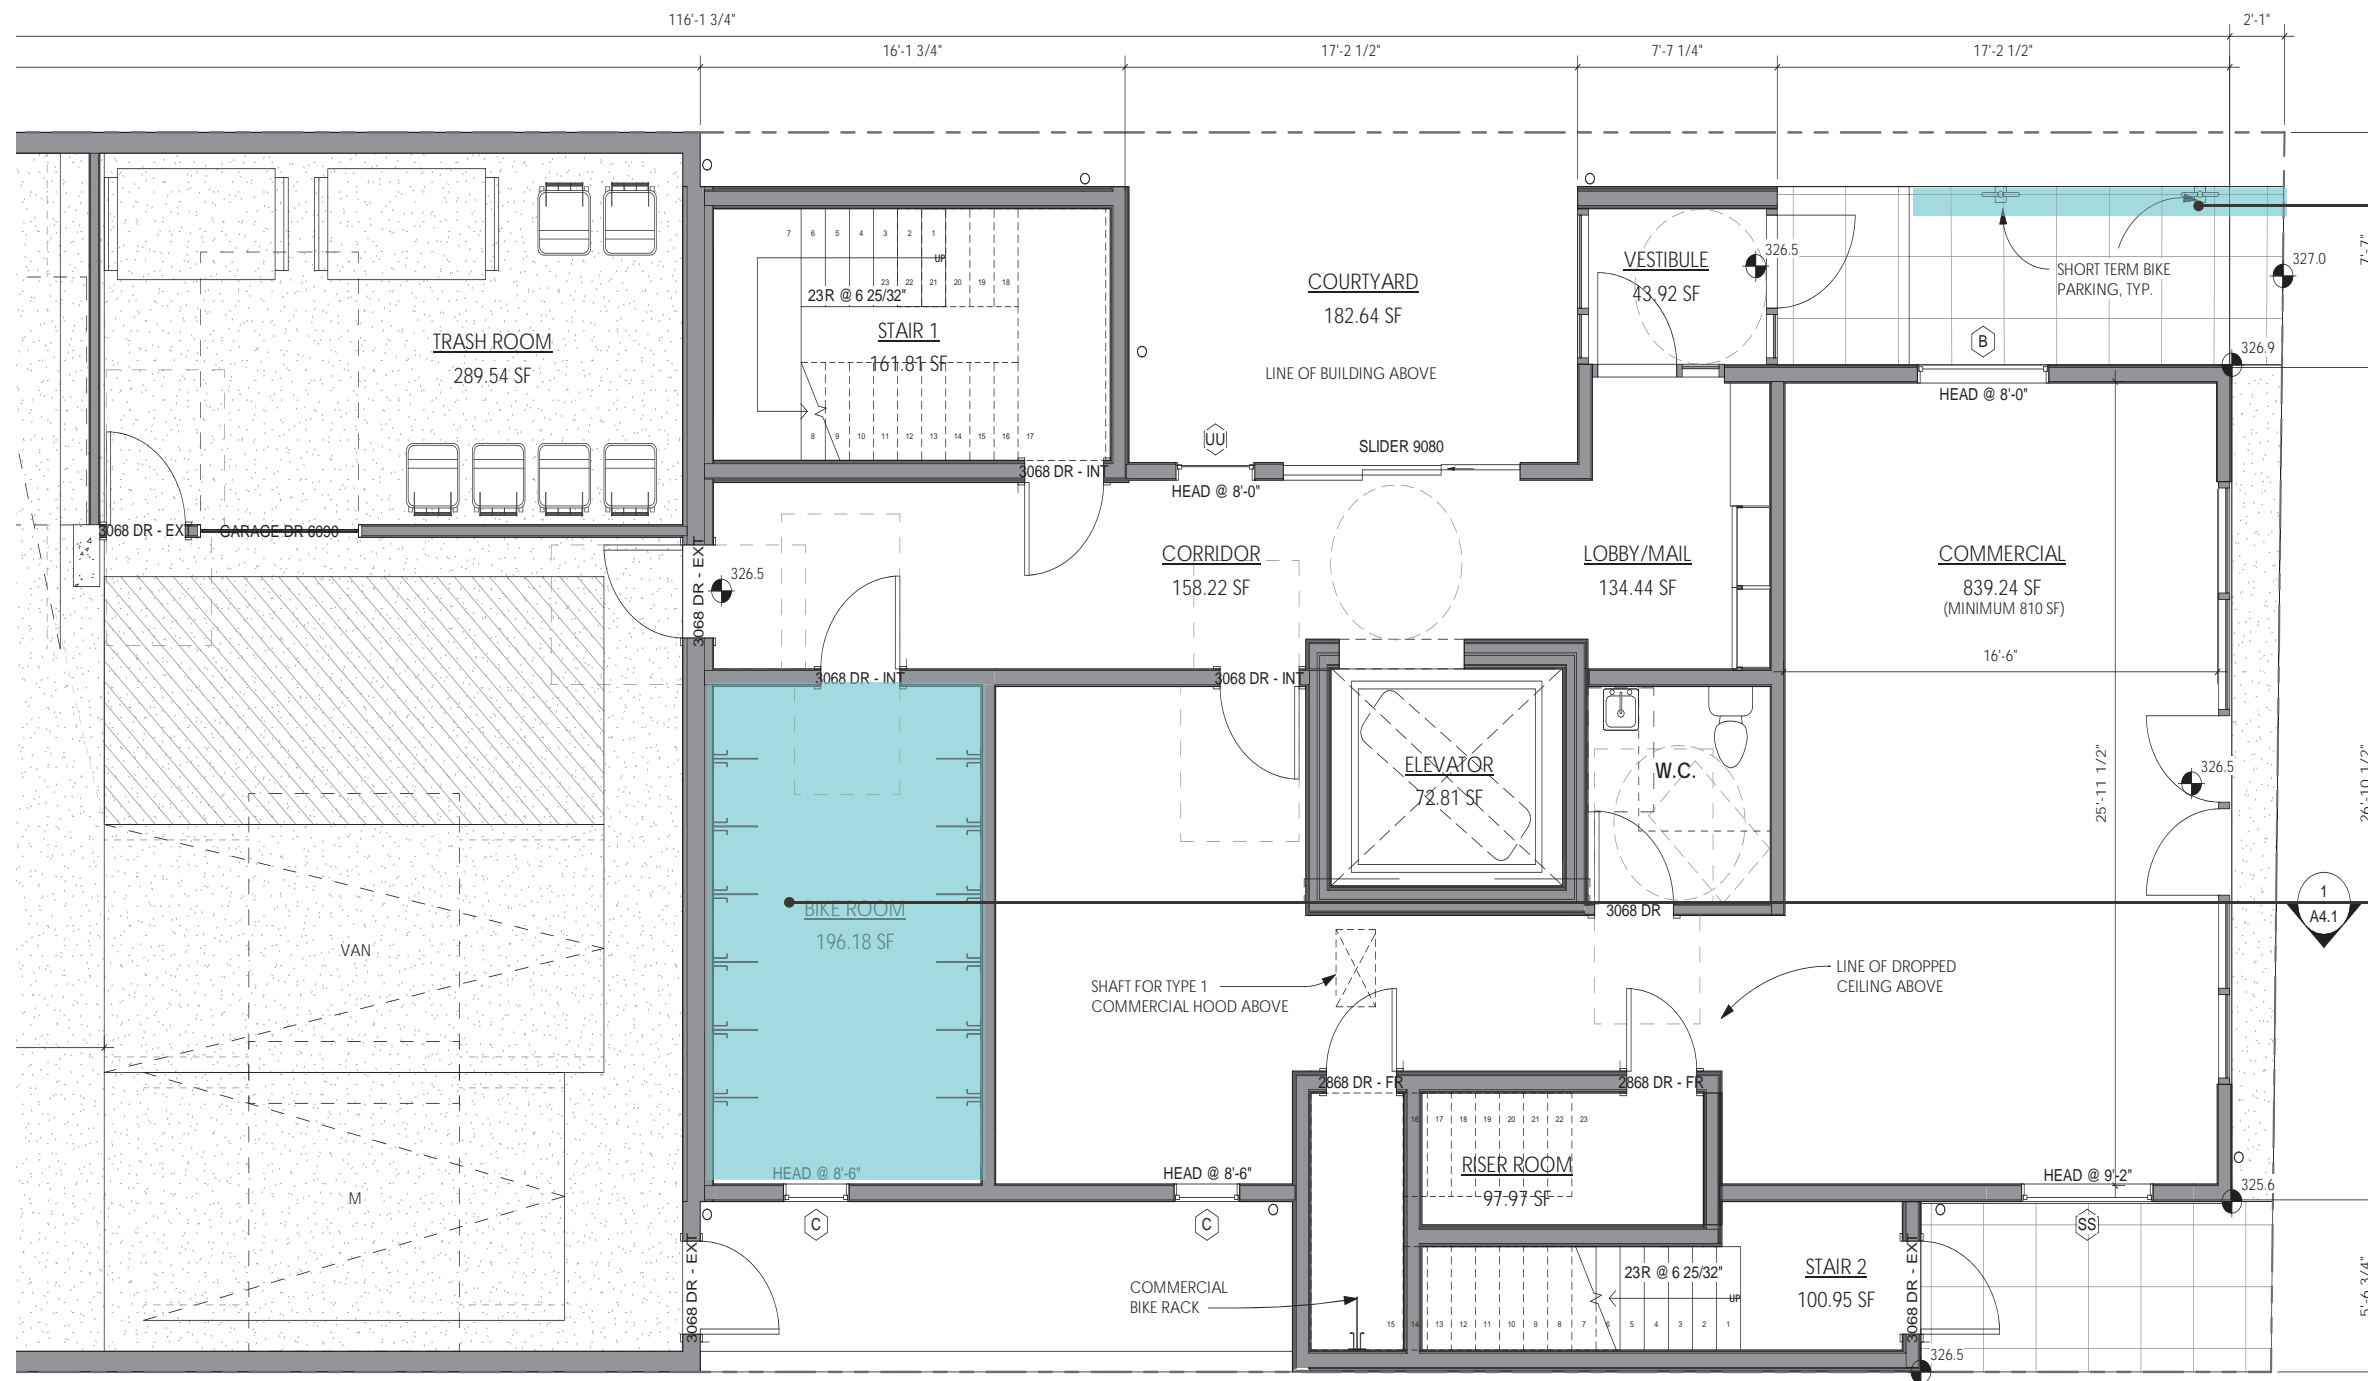 116'-1 3/4"
2'-1"
16'-1 3/4"
17'-2 1/2"
7'-7 1/4"
17'-2 1/2"
7'-7"
7 6 5 4 3 2 1
UP
23 22 21 20 19 18
23R @ 6 25/32"
STAIR 1
161.81 SF
8 9 10 11 12 13 14 15 16 17
TRASH ROOM
289.54 SF
COURTYARD
182.64 SF
LINE OF BUILDING ABOVE
VESTIBULE
43.92 SF
326.5
SHORT TERM BIKE
PARKING, TYP.
327.0
B
326.9
HEAD @ 8'-0"
UU
SLIDER 9080
HEAD @ 8'-0"
3068 DR - INT
3068 DR - EXT
GARAGE DR 6090
3068 DR - EXT
326.5
CORRIDOR
158.22 SF
LOBBY/MAIL
134.44 SF
COMMERCIAL
839.24 SF
(MINIMUM 810 SF)
16'-6"
3068 DR - INT
3068 DR - INT
ELEVATOR
72.81 SF
W.C.
25'-11 1/2"
326.5
26'-10 1/2"
BIKE ROOM
196.18 SF
3068 DR
1
A4.1
VAN
SHAFT FOR TYPE 1
COMMERCIAL HOOD ABOVE
LINE OF DROPPED
CEILING ABOVE
2868 DR - FR
2868 DR - FR
16 17 18 19 20 21 22 23
RISER ROOM
97.97 SF
HEAD @ 8'-6"
HEAD @ 8'-6"
HEAD @ 9'-2"
325.6
M
C
C
SS
3068 DR - EXT
COMMERCIAL
BIKE RACK
23R @ 6 25/32"
UP
15 14 13 12 11 10 9 8 7 6 5 4 3 2 1
STAIR 2
100.95 SF
3068 DR - EXT
5'-6 3/4"
326.5